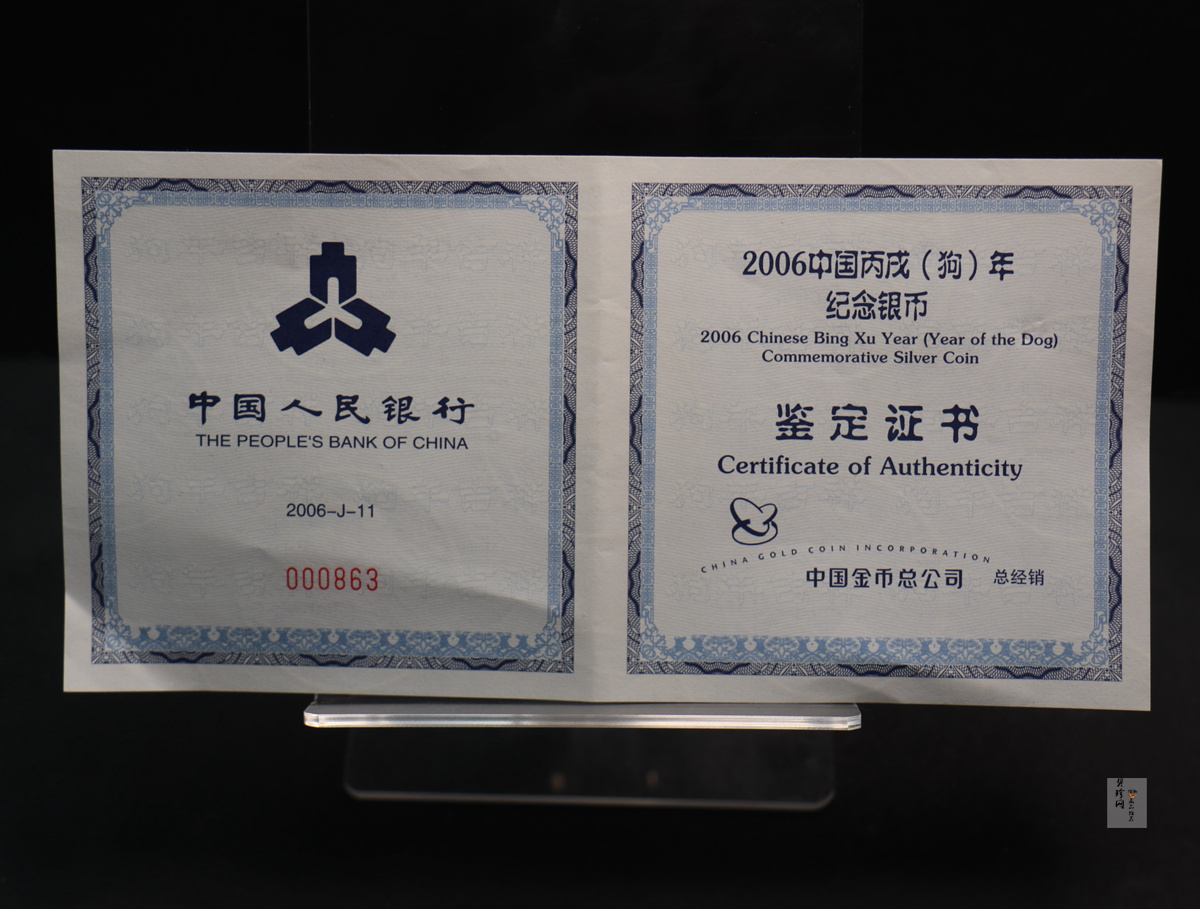 中国人民银行
THE PEOPLE'S BANK OF CHINA
2006-J-11
000863
2006中国丙戌（狗）年
纪念银币
2006 Chinese Bing Xu Year (Year of the Dog)
Commemorative Silver Coin
鉴定证书
Certificate of Authenticity
CHINA GOLD COIN INCORPORATION
中国金币总公司 总经销